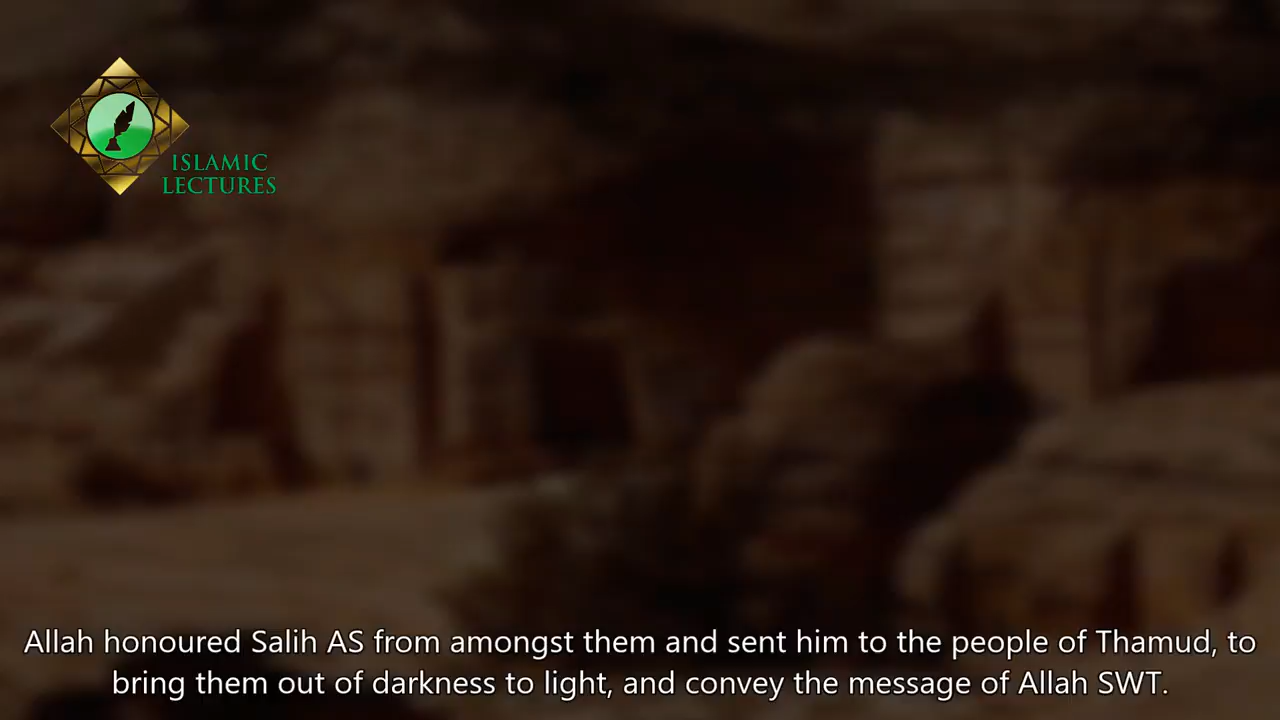 ISLAMIC
LECTURES
Allah honoured Salih AS from amongst them and sent him to the people of Thamud, to
bring them out of darkness to light, and convey the message of Allah SWT.